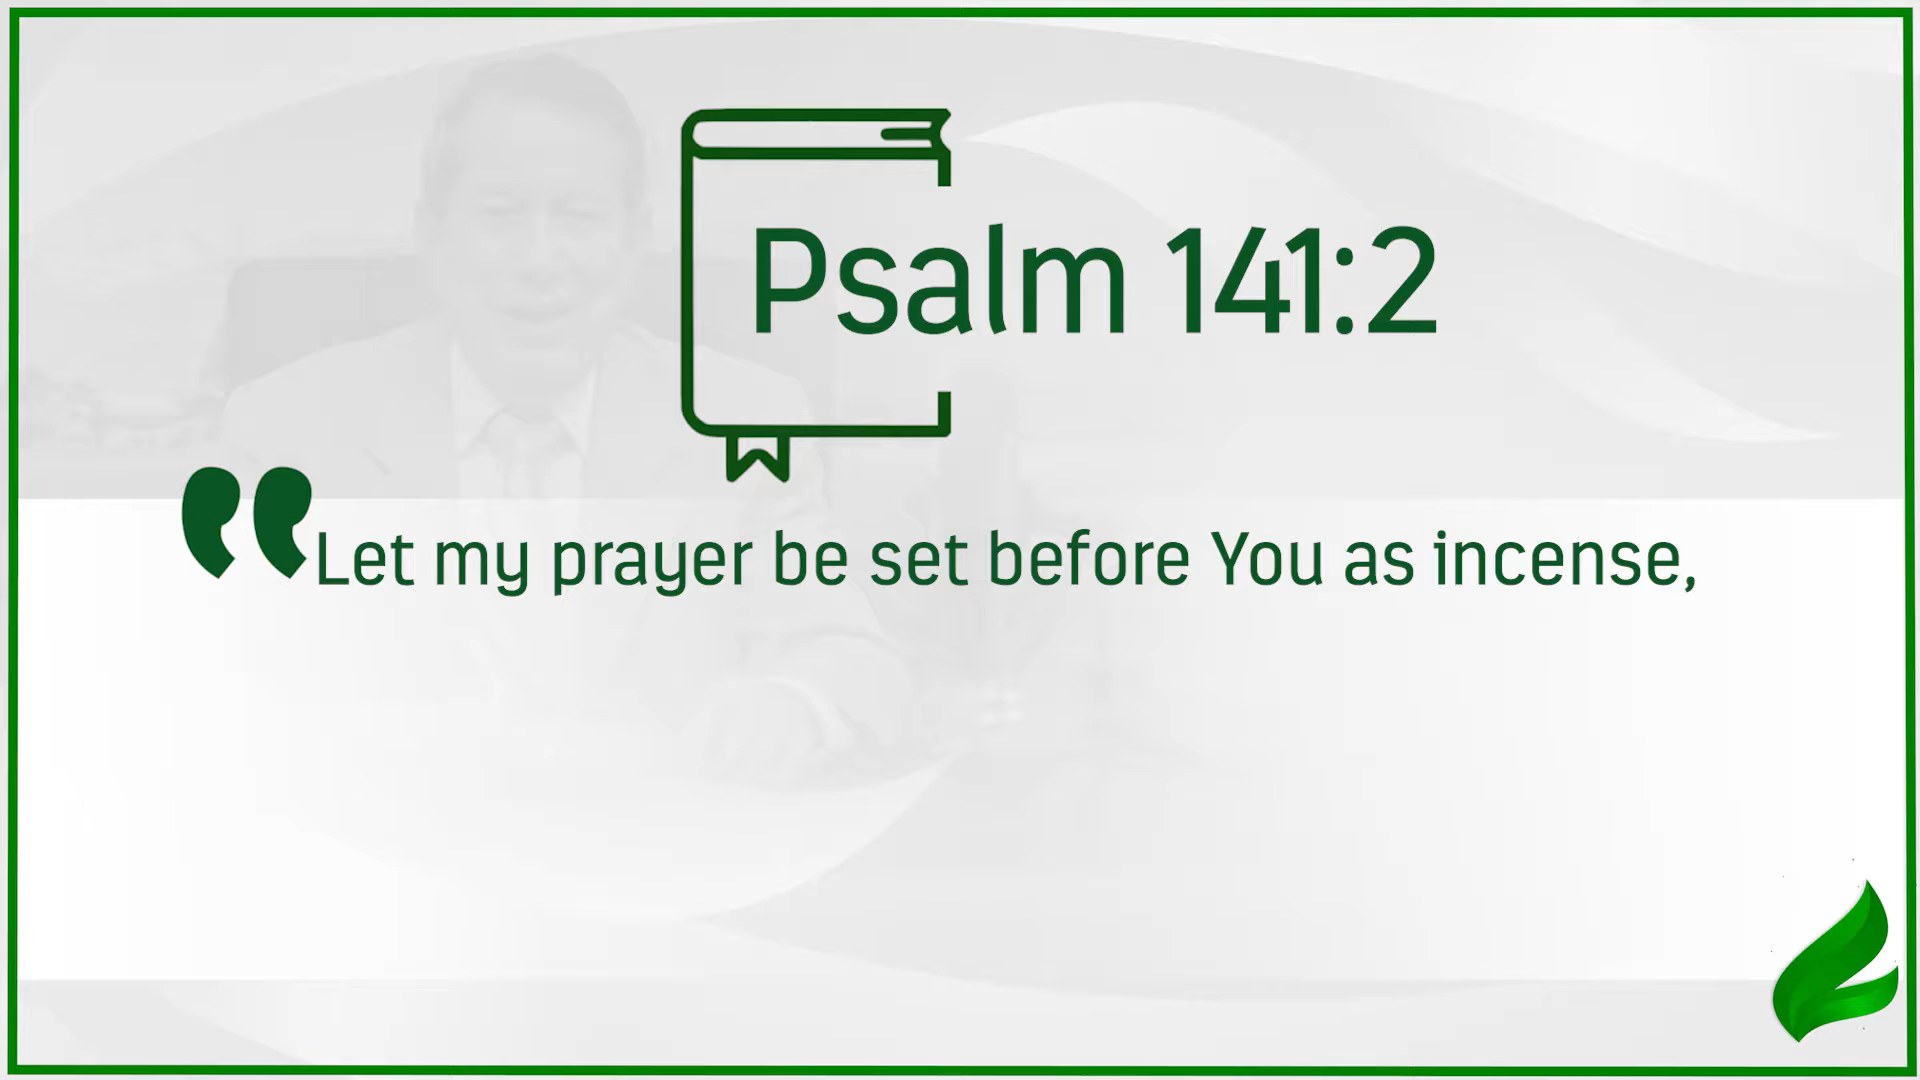 Psalm 141:2
“Let my prayer be set before You as incense,